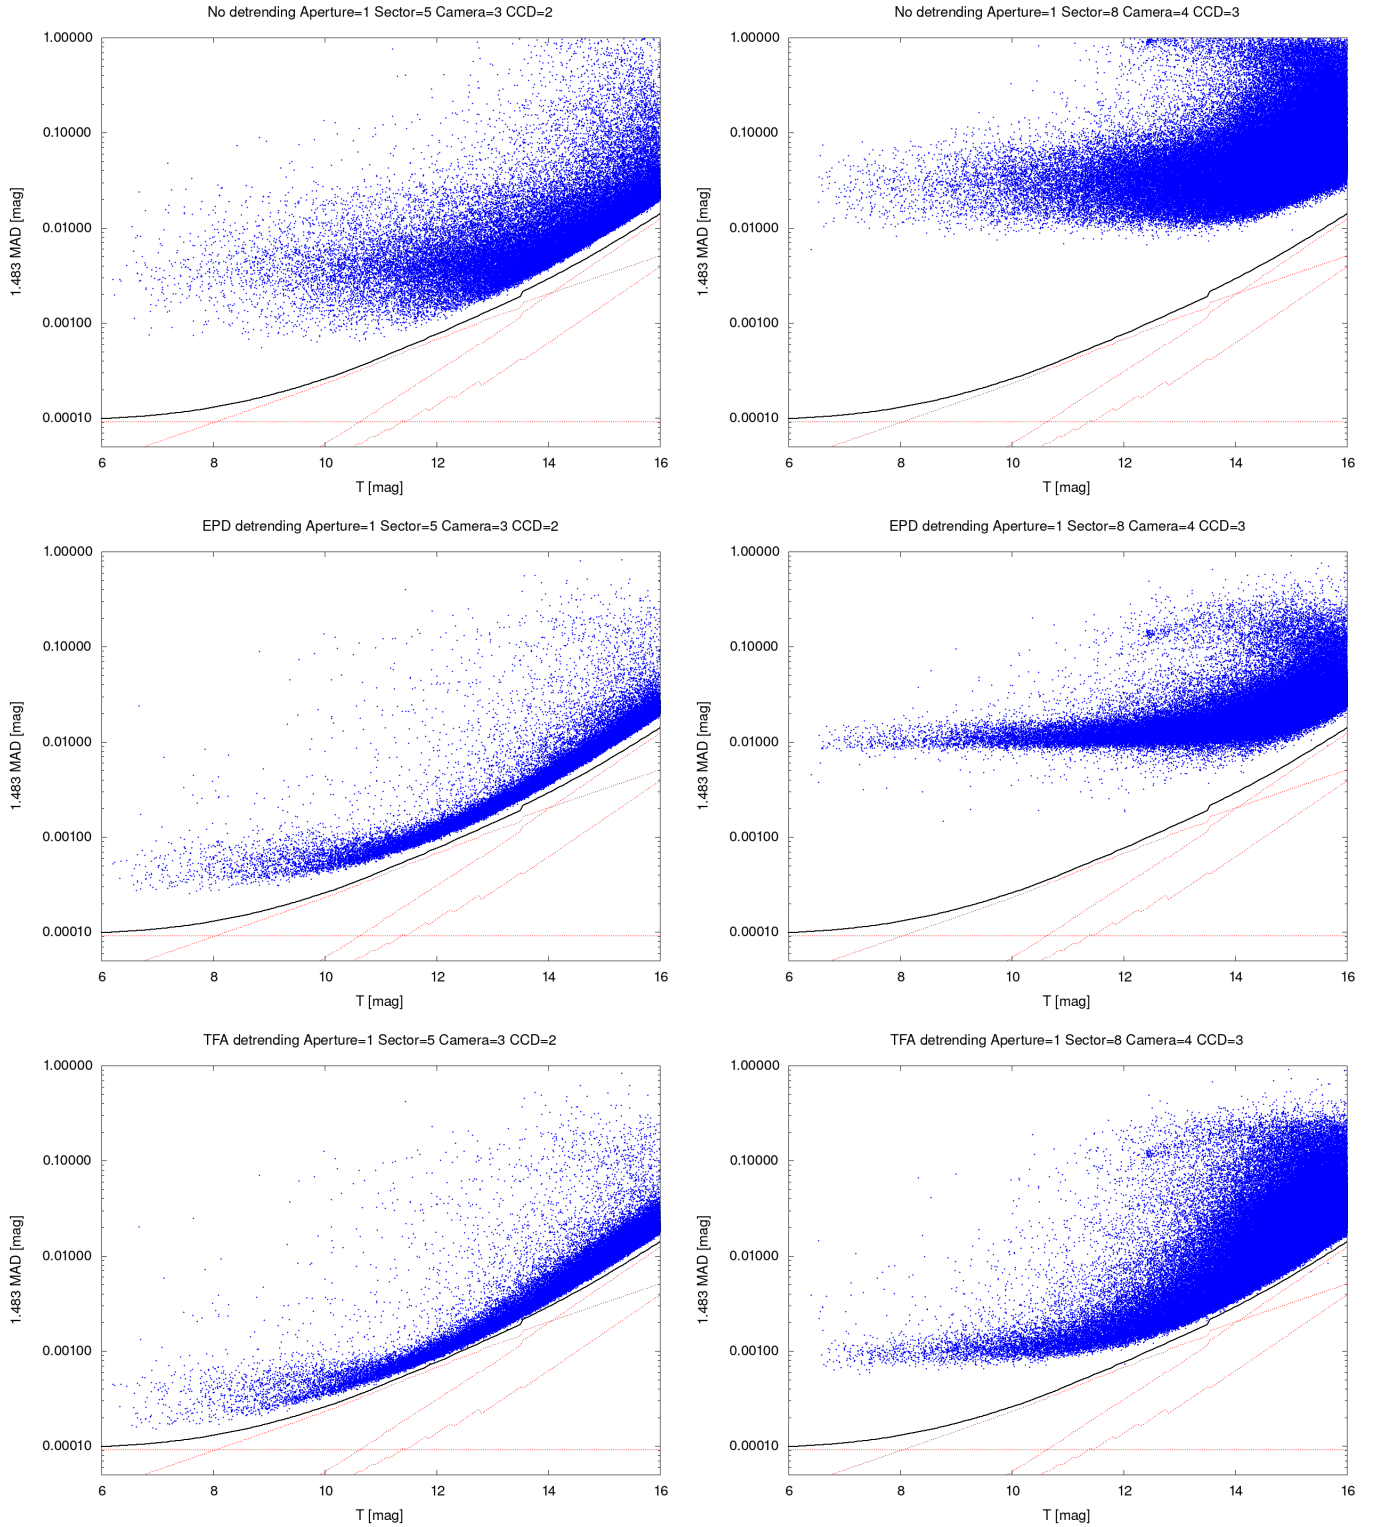 No detrending Aperture=1 Sector=5 Camera=3 CCD=2
1.00000
0.10000
0.01000
0.00100
0.00010
1.483 MAD [mag]
6 8 10 12 14 16
T [mag]
No detrending Aperture=1 Sector=8 Camera=4 CCD=3
1.00000
0.10000
0.01000
0.00100
0.00010
1.483 MAD [mag]
6 8 10 12 14 16
T [mag]
EPD detrending Aperture=1 Sector=5 Camera=3 CCD=2
1.00000
0.10000
0.01000
0.00100
0.00010
1.483 MAD [mag]
6 8 10 12 14 16
T [mag]
EPD detrending Aperture=1 Sector=8 Camera=4 CCD=3
1.00000
0.10000
0.01000
0.00100
0.00010
1.483 MAD [mag]
6 8 10 12 14 16
T [mag]
TFA detrending Aperture=1 Sector=5 Camera=3 CCD=2
1.00000
0.10000
0.01000
0.00100
0.00010
1.483 MAD [mag]
6 8 10 12 14 16
T [mag]
TFA detrending Aperture=1 Sector=8 Camera=4 CCD=3
1.00000
0.10000
0.01000
0.00100
0.00010
1.483 MAD [mag]
6 8 10 12 14 16
T [mag]